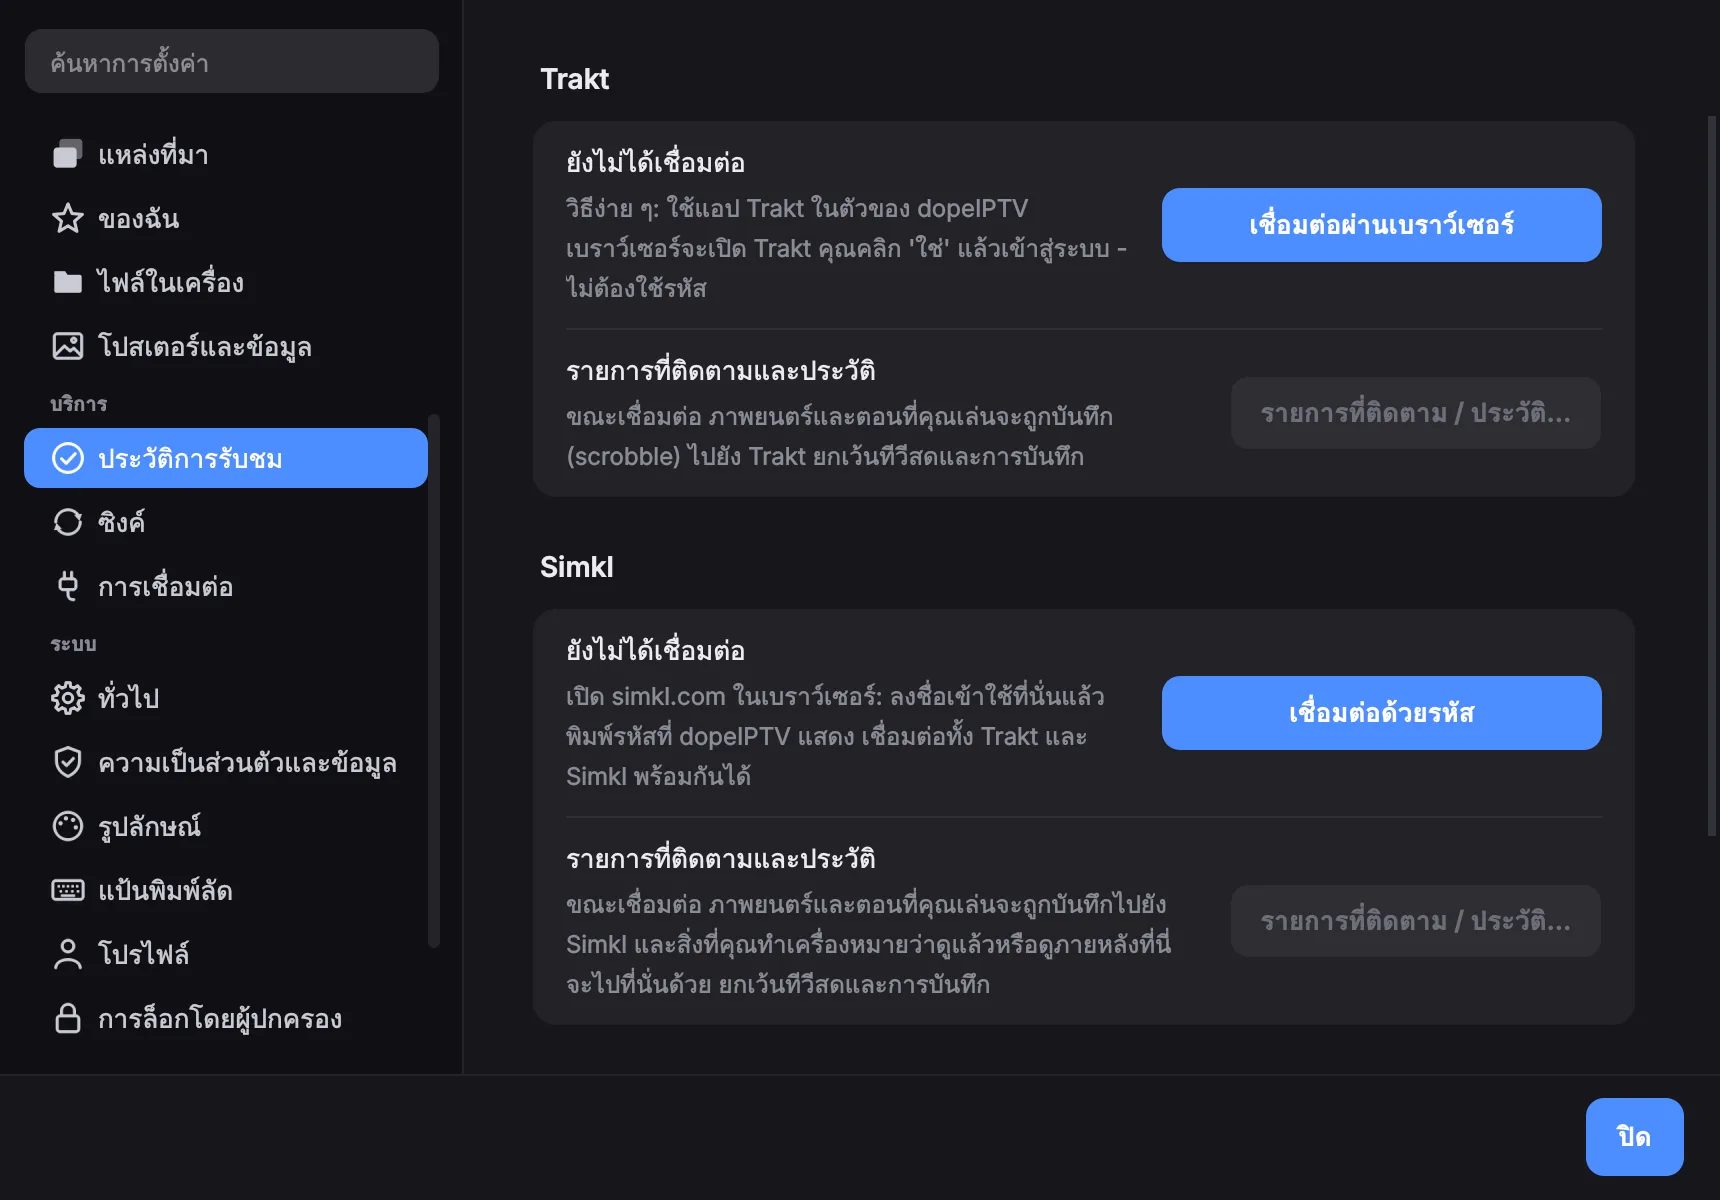 ค้นหาการตั้งค่า
แหล่งที่มา
ของฉัน
ไฟล์ในเครื่อง
โปสเตอร์และข้อมูล
บริการ
ประวัติการรับชม
ซิงค์
การเชื่อมต่อ
ระบบ
ทั่วไป
ความเป็นส่วนตัวและข้อมูล
รูปลักษณ์
แป้นพิมพ์ลัด
โปรไฟล์
การล็อกโดยผู้ปกครอง
Trakt
ยังไม่ได้เชื่อมต่อ
วิธีง่าย ๆ: ใช้แอป Trakt ในตัวของ dopeIPTV
เบราว์เซอร์จะเปิด Trakt คุณคลิก 'ใช่' แล้วเข้าสู่ระบบ -
ไม่ต้องใช้รหัส
เชื่อมต่อผ่านเบราว์เซอร์
รายการที่ติดตามและประวัติ
ขณะเชื่อมต่อ ภาพยนตร์และตอนที่คุณเล่นจะถูกบันทึก
(scrobble) ไปยัง Trakt ยกเว้นทีวีสดและการบันทึก
รายการที่ติดตาม / ประวัติ...
Simkl
ยังไม่ได้เชื่อมต่อ
เปิด simkl.com ในเบราว์เซอร์: ลงชื่อเข้าใช้ที่นั่นแล้ว
พิมพ์รหัสที่ dopeIPTV แสดง เชื่อมต่อทั้ง Trakt และ
Simkl พร้อมกันได้
เชื่อมต่อด้วยรหัส
รายการที่ติดตามและประวัติ
ขณะเชื่อมต่อ ภาพยนตร์และตอนที่คุณเล่นจะถูกบันทึกไปยัง
Simkl และสิ่งที่คุณทำเครื่องหมายว่าดูแล้วหรือดูภายหลังที่นี่
จะไปที่นั่นด้วย ยกเว้นทีวีสดและการบันทึก
รายการที่ติดตาม / ประวัติ...
ปิด